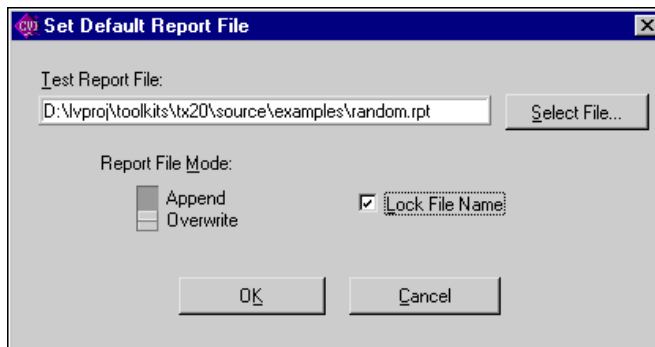 CVI Set Default Report File
Test Report File:
D:\lvproj\toolkits\tx20\source\examples\random.rpt
Select File...
Report File Mode:
Append
Overwrite
Lock File Name
OK
Cancel